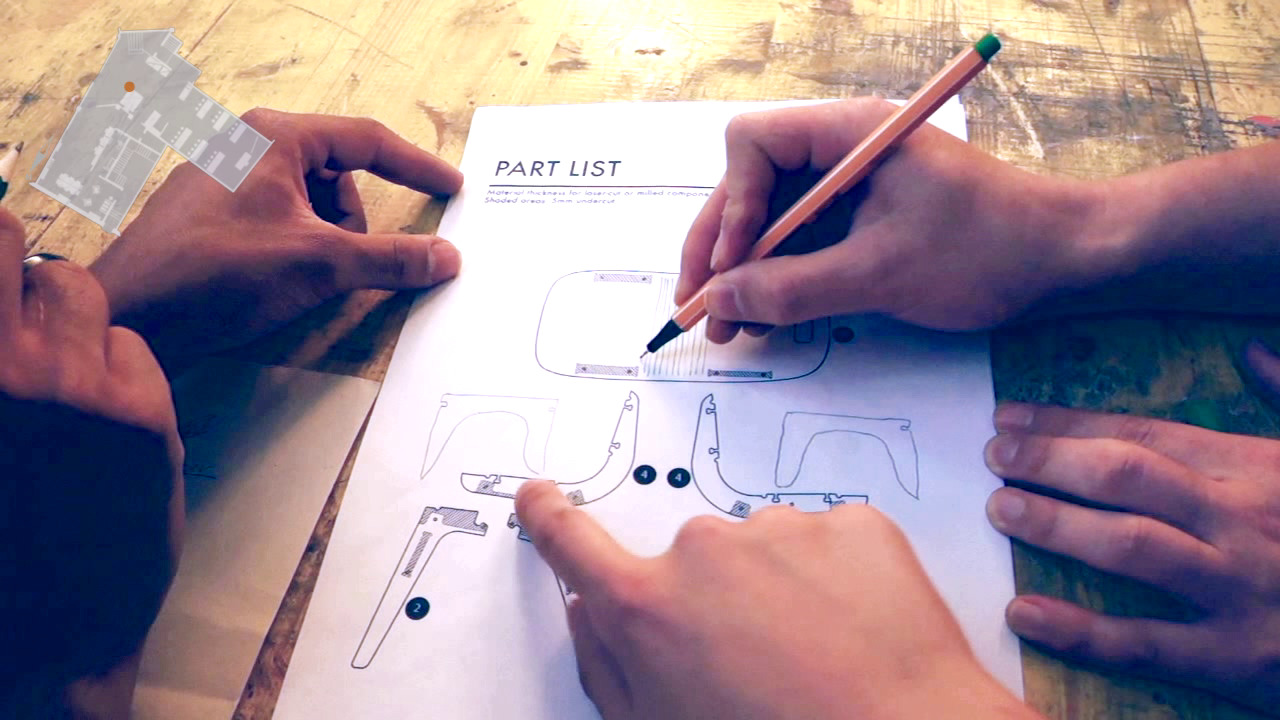 PART LIST
Material thickness for lasercut or milled compone
Shaded areas 5mm undercut
4 4
2